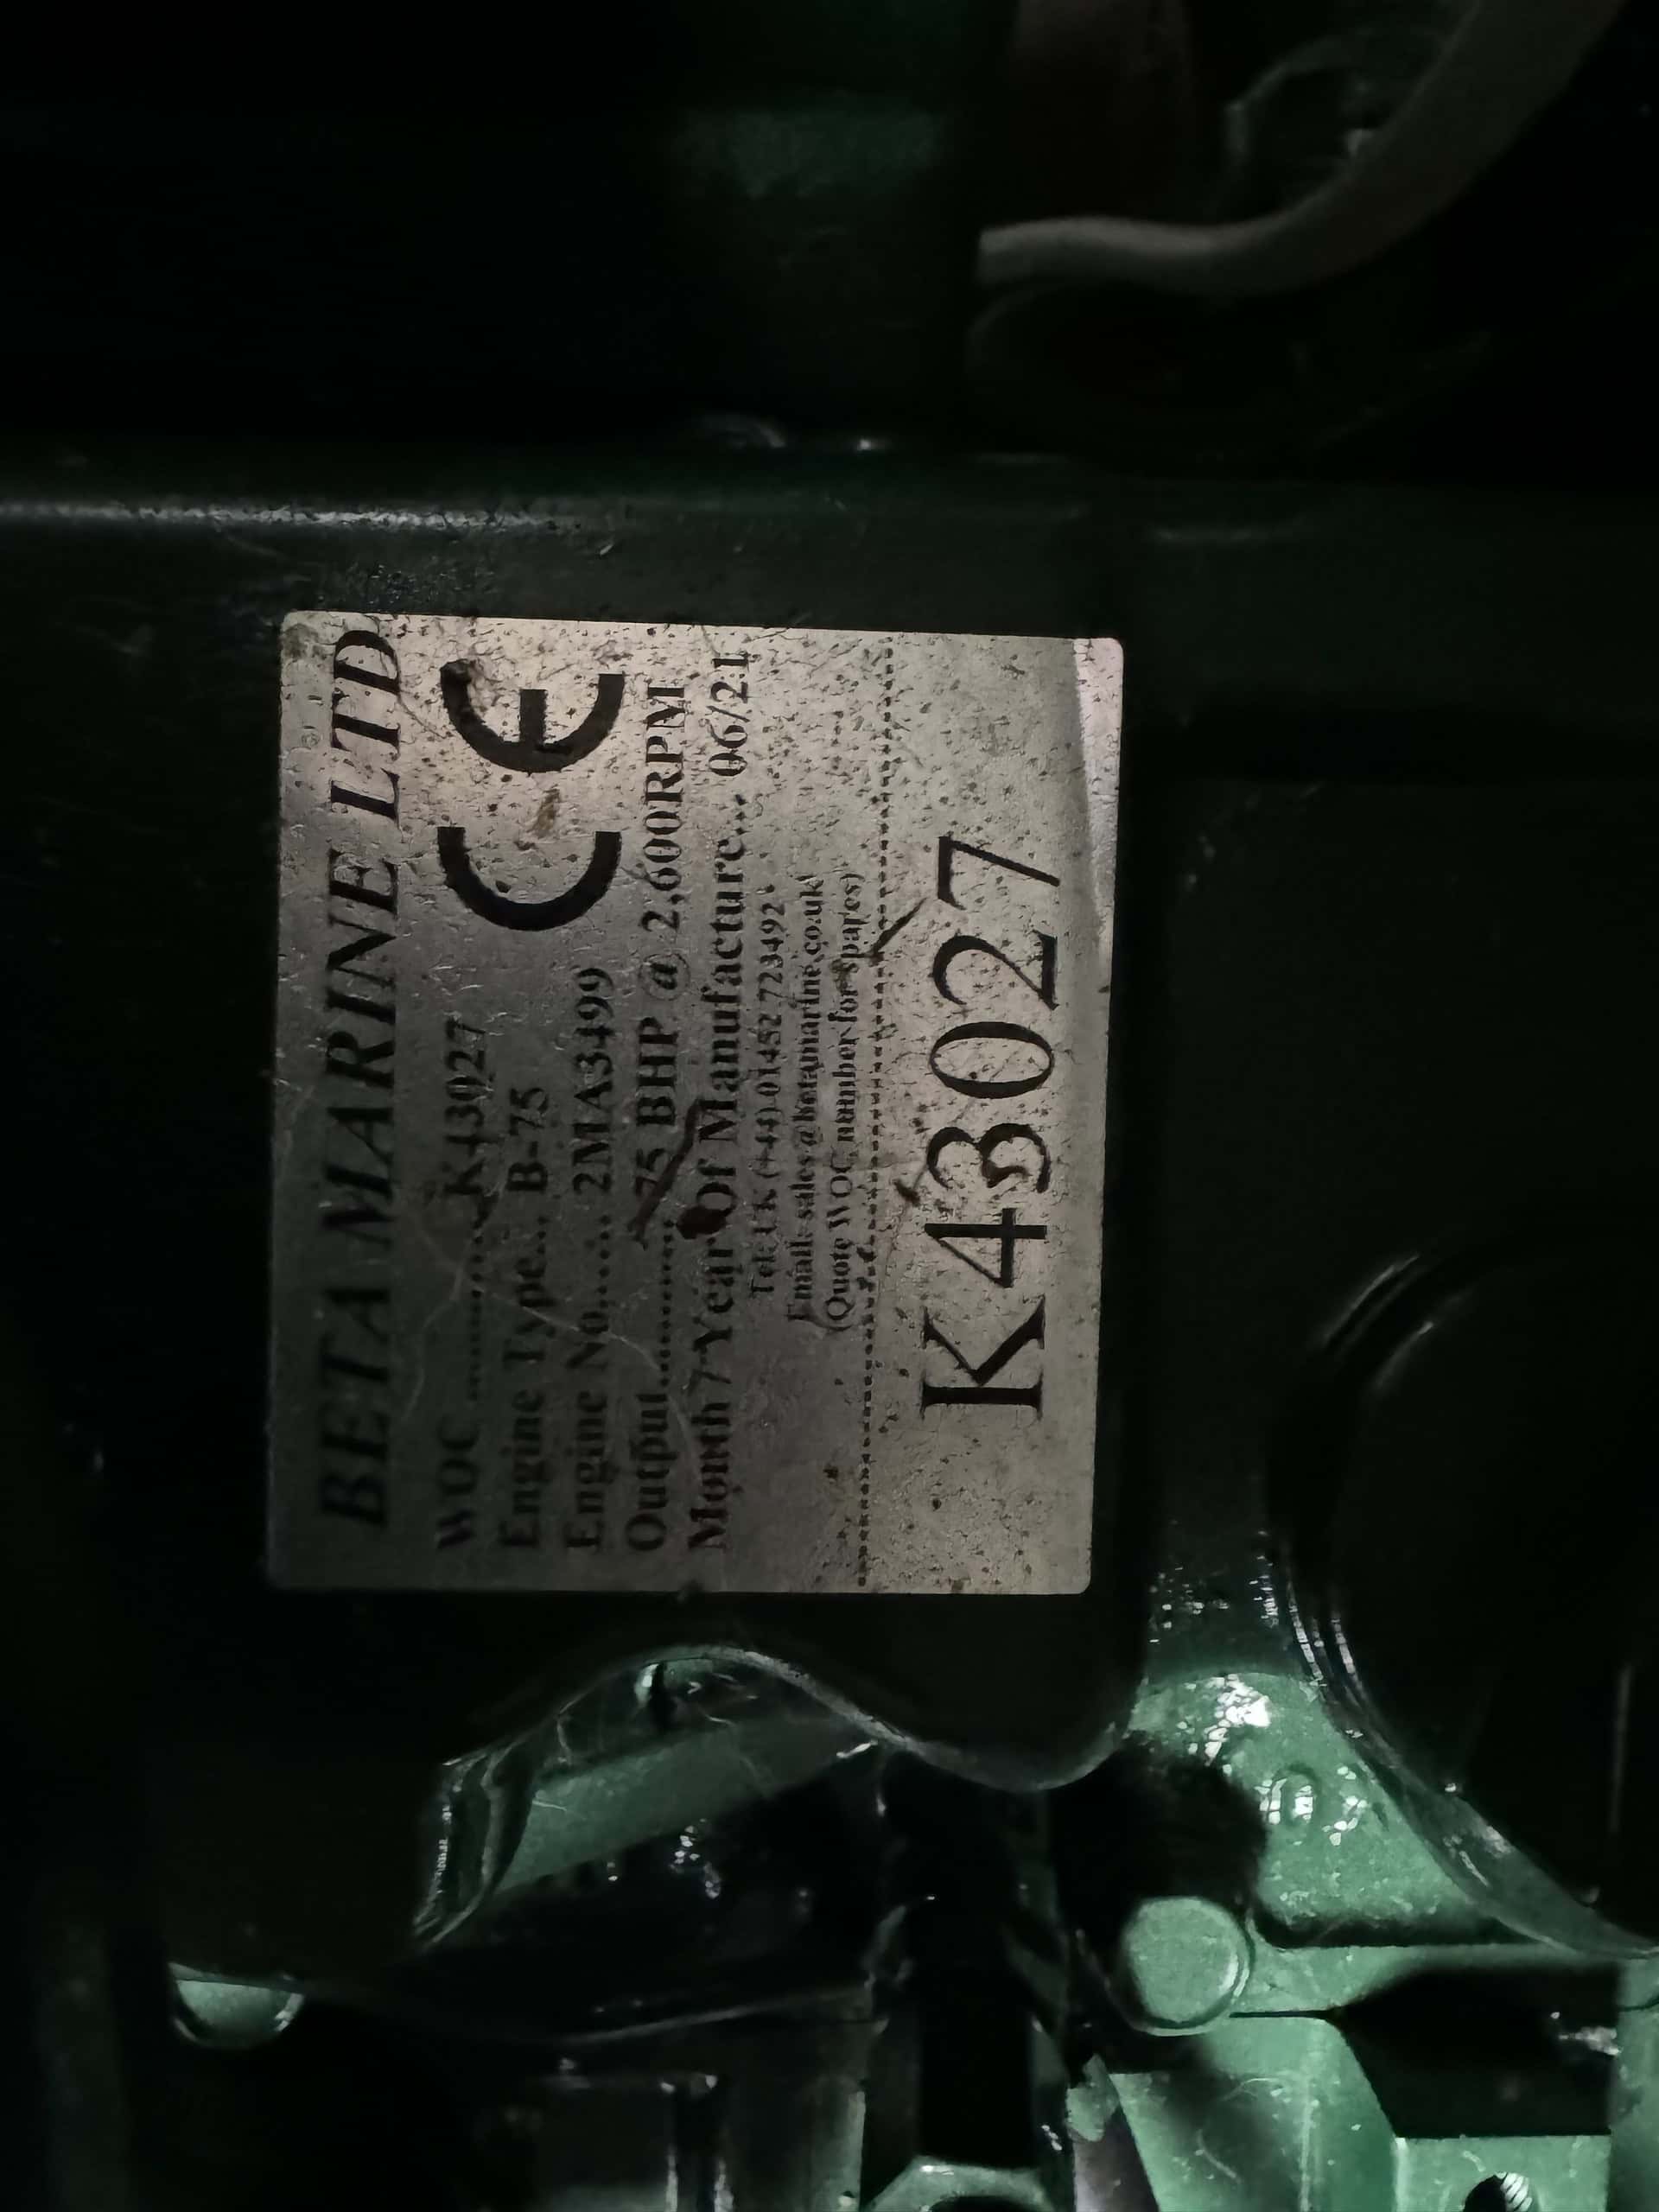 BETA MARINE LTD
WOC ............ K43027
Engine Type... B-75
Engine No....... 2MA3499
CE
Output............ 75 BHP @ 2,600RPM
Month / Year Of Manufacture... 06/21
Tel: UK (+44) 01452 723492
Email: sales@betamarine.co.uk
(Quote WOC number for spares)
K43027